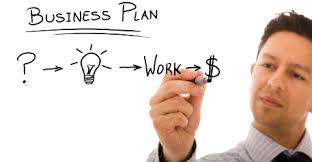 BUSINESS PLAN
? → → WORK → $